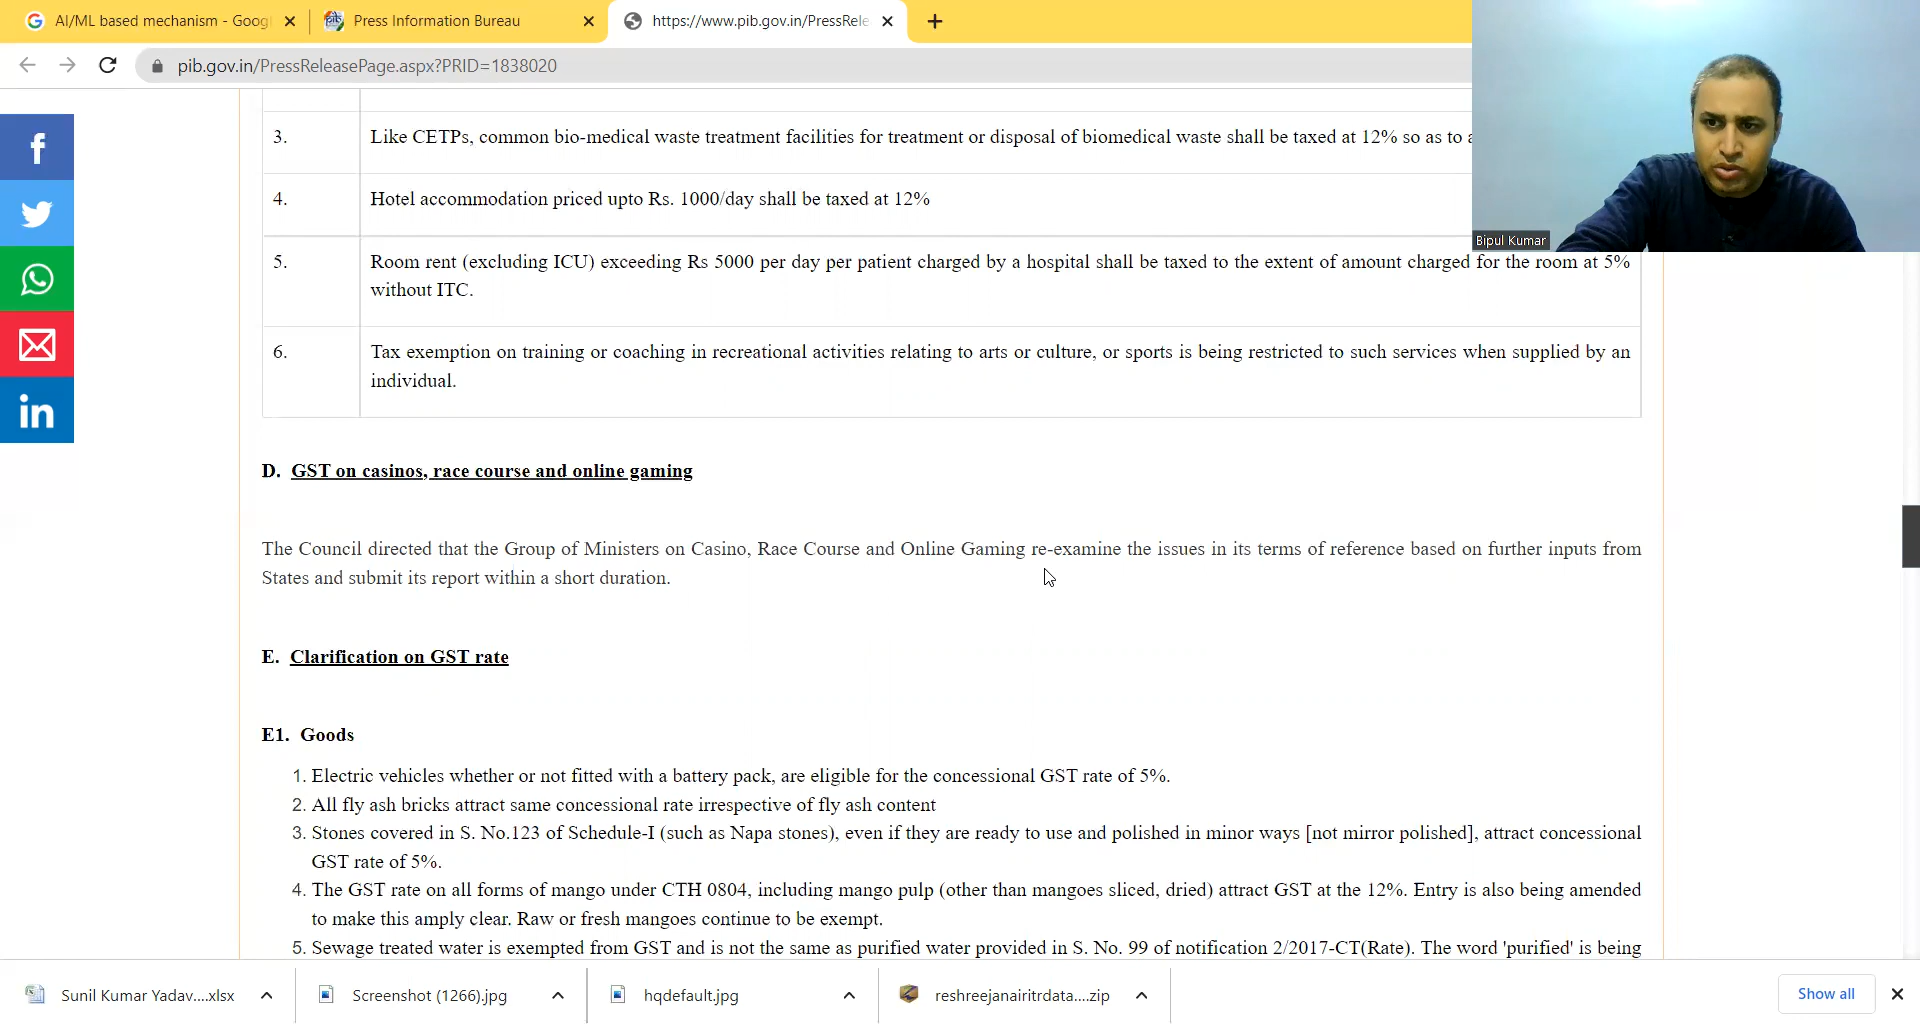 AI/ML based mechanism - Goog
Press Information Bureau
https://www.pib.gov.in/PressRele
pib.gov.in/PressReleasePage.aspx?PRID=1838020
Bipul Kumar
3. Like CETPs, common bio-medical waste treatment facilities for treatment or disposal of biomedical waste shall be taxed at 12% so as to a
4. Hotel accommodation priced upto Rs. 1000/day shall be taxed at 12%
5. Room rent (excluding ICU) exceeding Rs 5000 per day per patient charged by a hospital shall be taxed to the extent of amount charged for the room at 5%
without ITC.
6. Tax exemption on training or coaching in recreational activities relating to arts or culture, or sports is being restricted to such services when supplied by an
individual.
D. GST on casinos, race course and online gaming
The Council directed that the Group of Ministers on Casino, Race Course and Online Gaming re-examine the issues in its terms of reference based on further inputs from
States and submit its report within a short duration.
E. Clarification on GST rate
E1. Goods
1. Electric vehicles whether or not fitted with a battery pack, are eligible for the concessional GST rate of 5%.
2. All fly ash bricks attract same concessional rate irrespective of fly ash content
3. Stones covered in S. No.123 of Schedule-I (such as Napa stones), even if they are ready to use and polished in minor ways [not mirror polished], attract concessional
GST rate of 5%.
4. The GST rate on all forms of mango under CTH 0804, including mango pulp (other than mangoes sliced, dried) attract GST at the 12%. Entry is also being amended
to make this amply clear. Raw or fresh mangoes continue to be exempt.
5. Sewage treated water is exempted from GST and is not the same as purified water provided in S. No. 99 of notification 2/2017-CT(Rate). The word 'purified' is being
Sunil Kumar Yadav....xlsx
Screenshot (1266).jpg
hqdefault.jpg
reshreejanairitrdata....zip
Show all